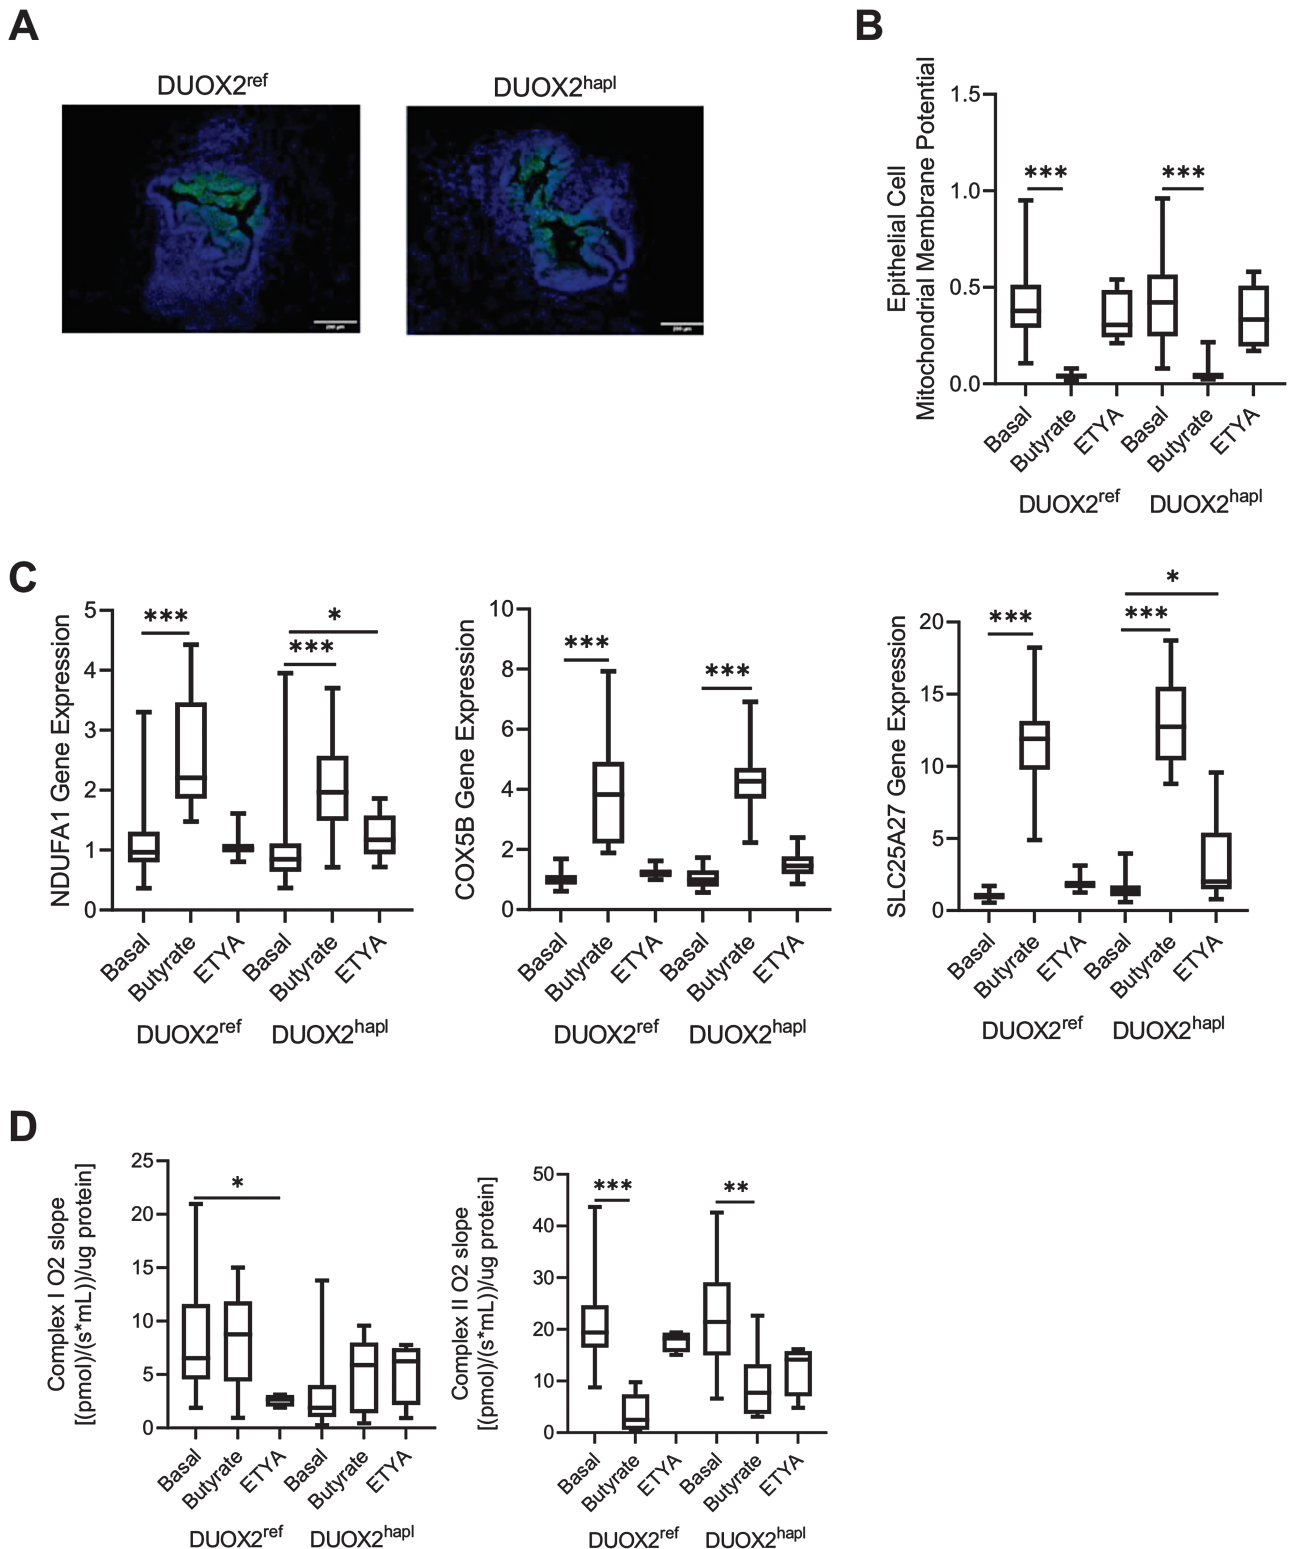 A
DUOX2ref
DUOX2hapl
200 µm
200 µm
B
Epithelial Cell
Mitochondrial Membrane Potential
1.5
1.0
0.5
0.0
***
***
Basal
Butyrate
ETYA
Basal
Butyrate
ETYA
DUOX2ref
DUOX2hapl
C
NDUFA1 Gene Expression
5
4
3
2
1
0
***
***
*
Basal
Butyrate
ETYA
Basal
Butyrate
ETYA
DUOX2ref
DUOX2hapl
COX5B Gene Expression
10
8
6
4
2
0
***
***
Basal
Butyrate
ETYA
Basal
Butyrate
ETYA
DUOX2ref
DUOX2hapl
SLC25A27 Gene Expression
20
15
10
5
0
***
***
*
Basal
Butyrate
ETYA
Basal
Butyrate
ETYA
DUOX2ref
DUOX2hapl
D
Complex I O2 slope
[(pmol)/(s*mL))/ug protein]
25
20
15
10
5
0
*
Basal
Butyrate
ETYA
Basal
Butyrate
ETYA
DUOX2ref
DUOX2hapl
Complex II O2 slope
[(pmol)/(s*mL))/ug protein]
50
40
30
20
10
0
***
**
Basal
Butyrate
ETYA
Basal
Butyrate
ETYA
DUOX2ref
DUOX2hapl